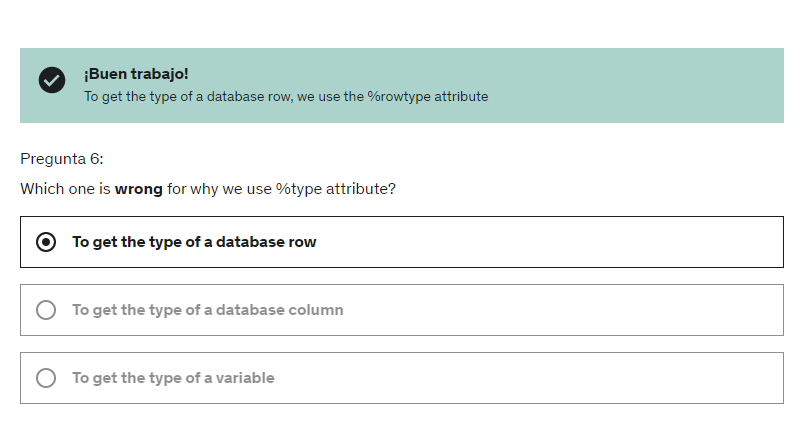 ¡Buen trabajo!
To get the type of a database row, we use the %rowtype attribute
Pregunta 6:
Which one is wrong for why we use %type attribute?
To get the type of a database row
To get the type of a database column
To get the type of a variable